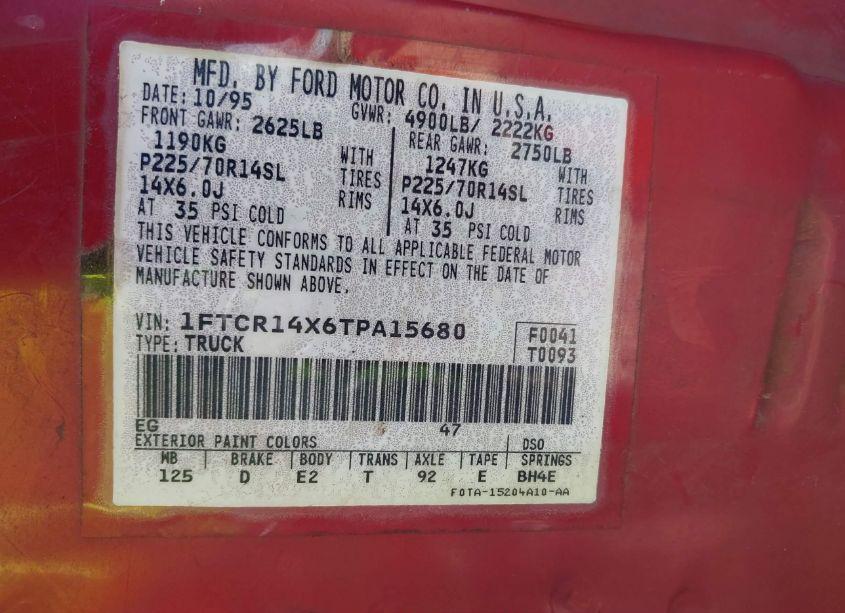 MFD. BY FORD MOTOR CO. IN U.S.A.
DATE: 10/95 GVWR: 4900LB/ 2222KG
FRONT GAWR: 2625LB REAR GAWR: 2750LB
1190KG WITH 1247KG WITH
P225/70R14SL TIRES P225/70R14SL TIRES
14X6.0J RIMS 14X6.0J RIMS
AT 35 PSI COLD AT 35 PSI COLD
THIS VEHICLE CONFORMS TO ALL APPLICABLE FEDERAL MOTOR
VEHICLE SAFETY STANDARDS IN EFFECT ON THE DATE OF
MANUFACTURE SHOWN ABOVE.
VIN: 1FTCR14X6TPA15680 F0041
TYPE: TRUCK T0093
EG 47
EXTERIOR PAINT COLORS DSO
WB BRAKE BODY TRANS AXLE TAPE SPRINGS
125 D E2 T 92 E BH4E
F0TA-15204A10-AA